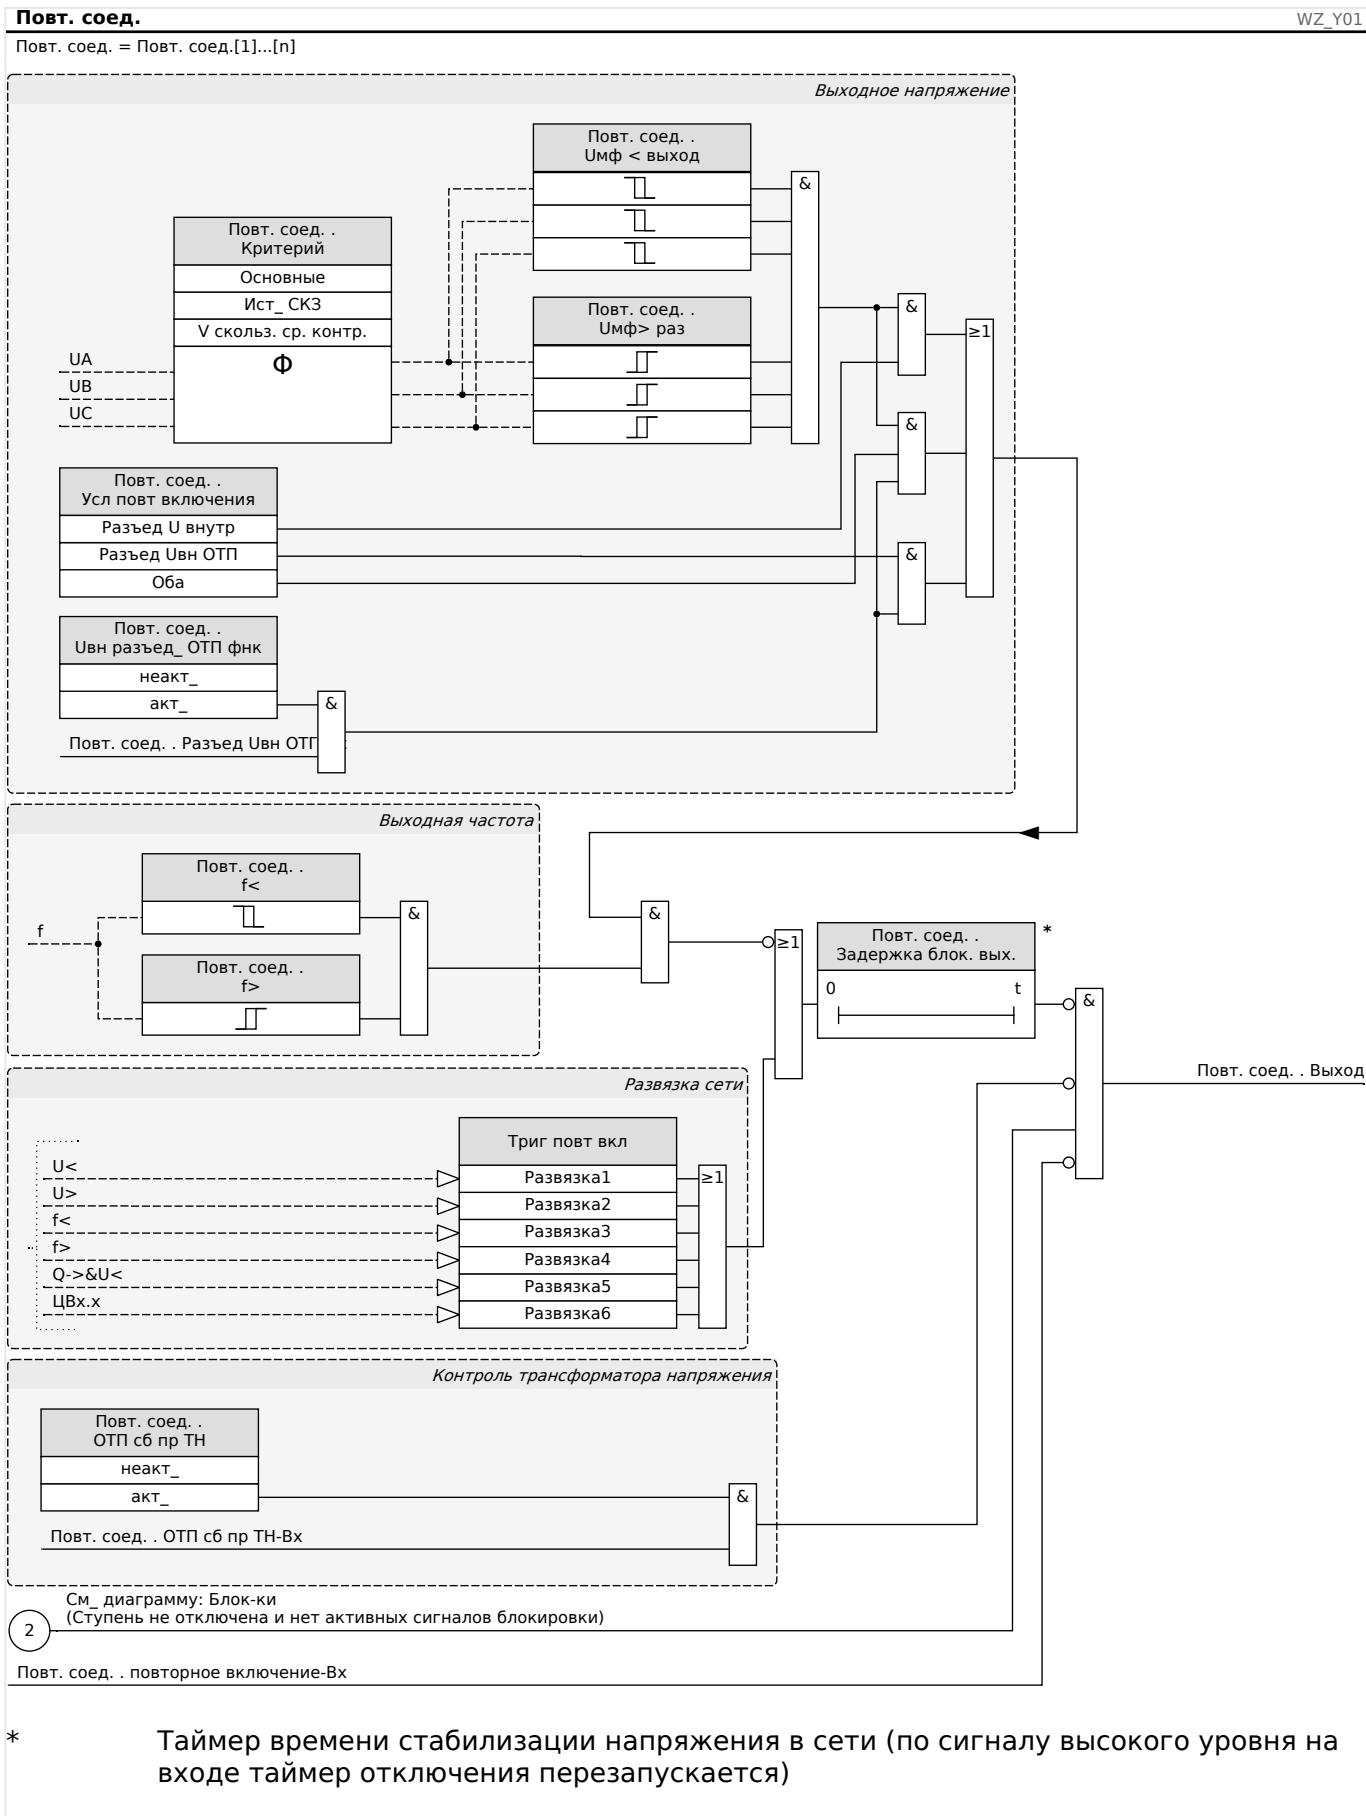 Повт. соед.
WZ_Y01
Повт. соед. = Повт. соед.[1]...[n]
Выходное напряжение
Повт. соед. .
Uмф < выход
&
Повт. соед. .
Критерий
Основные
Ист_ СКЗ
V скольз. ср. контр.
Φ
UA
UB
UC
Повт. соед. .
Uмф> раз
&
≥1
&
Повт. соед. .
Усл повт включения
Разъед U внутр
Разъед Uвн ОТП
Оба
&
Повт. соед. .
Uвн разъед_ ОТП фнк
неакт_
акт_
&
Повт. соед. . Разъед Uвн ОТП
Выходная частота
Повт. соед. .
f<
f
&
Повт. соед. .
f>
&
≥1
Повт. соед. .
Задержка блок. вых.
*
0
t
&
Повт. соед. . Выход
Развязка сети
Триг повт вкл
U<
Развязка1
≥1
U>
Развязка2
f<
Развязка3
f>
Развязка4
Q->&U<
Развязка5
ЦВх.x
Развязка6
Контроль трансформатора напряжения
Повт. соед. .
ОТП сб пр ТН
неакт_
акт_
&
Повт. соед. . ОТП сб пр ТН-Вх
См_ диаграмму: Блок-ки
(Ступень не отключена и нет активных сигналов блокировки)
2
Повт. соед. . повторное включение-Вх
*
Таймер времени стабилизации напряжения в сети (по сигналу высокого уровня на
входе таймер отключения перезапускается)